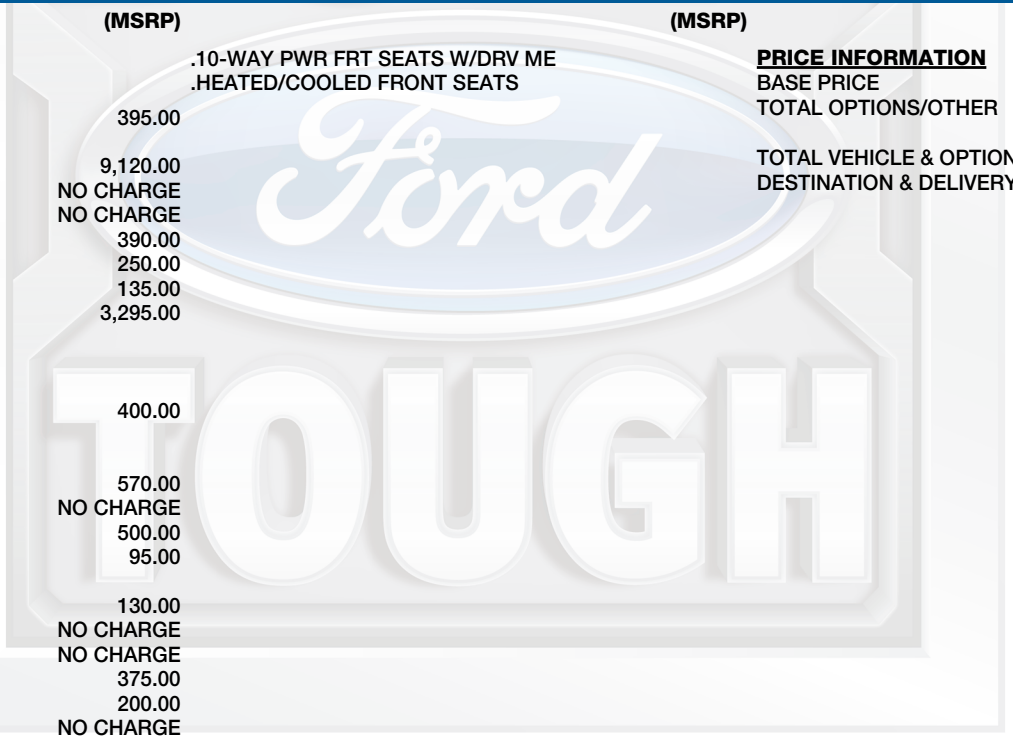 (MSRP)
395.00
9,120.00
NO CHARGE
NO CHARGE
390.00
250.00
135.00
3,295.00
400.00
570.00
NO CHARGE
500.00
95.00
130.00
NO CHARGE
NO CHARGE
375.00
200.00
NO CHARGE
(MSRP)
.10-WAY PWR FRT SEATS W/DRV ME
.HEATED/COOLED FRONT SEATS
PRICE INFORMATION
BASE PRICE
TOTAL OPTIONS/OTHER
TOTAL VEHICLE & OPTION
DESTINATION & DELIVERY
Ford
TOUGH